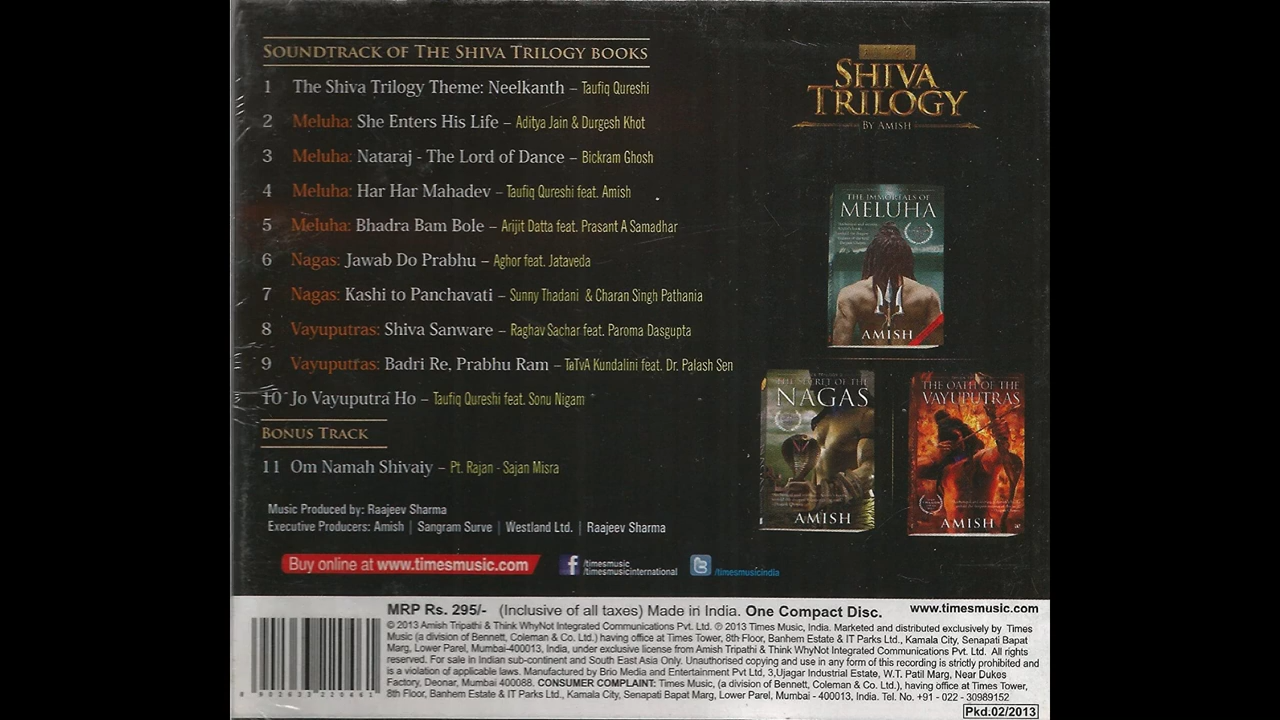 SOUNDTRACK OF THE SHIVA TRILOGY BOOKS
1 The Shiva Trilogy Theme: Neelkanth – Taufiq Qureshi
2 Meluha: She Enters His Life – Aditya Jain & Durgesh Khot
3 Meluha: Nataraj - The Lord of Dance – Bickram Ghosh
4 Meluha: Har Har Mahadev – Taufiq Qureshi feat. Amish
5 Meluha: Bhadra Bam Bole – Arijit Datta feat. Prasant A Samadhar
6 Nagas: Jawab Do Prabhu – Aghor feat. Jataveda
7 Nagas: Kashi to Panchavati – Sunny Thadani & Charan Singh Pathania
8 Vayuputras: Shiva Sanware – Raghav Sachar feat. Paroma Dasgupta
9 Vayuputras: Badri Re, Prabhu Ram – TaTvA Kundalini feat. Dr. Palash Sen
10 Jo Vayuputra Ho – Taufiq Qureshi feat. Sonu Nigam
BONUS TRACK
11 Om Namah Shivaiy – Pt. Rajan - Sajan Misra
Music Produced by: Raajeev Sharma
Executive Producers: Amish | Sangram Surve | Westland Ltd. | Raajeev Sharma
Buy online at www.timesmusic.com
/timesmusic
/timesmusicinternational
/timesmusicindia
SHIVA
TRILOGY
BY AMISH
THE IMMORTALS OF
MELUHA
AMISH
THE SECRET OF THE
NAGAS
AMISH
THE OATH OF THE
VAYUPUTRAS
AMISH
MRP Rs. 295/- (Inclusive of all taxes) Made in India. One Compact Disc. www.timesmusic.com
© 2013 Amish Tripathi & Think WhyNot Integrated Communications Pvt. Ltd. ℗ 2013 Times Music, India. Marketed and distributed exclusively by Times
Music (a division of Bennett, Coleman & Co. Ltd.) having office at Times Tower, 8th Floor, Banhem Estate & IT Parks Ltd., Kamala City, Senapati Bapat
Marg, Lower Parel, Mumbai-400013, India, under exclusive license from Amish Tripathi & Think WhyNot Integrated Communications Pvt. Ltd. All rights
reserved. For sale in Indian sub-continent and South East Asia Only. Unauthorised copying and use in any form of this recording is strictly prohibited and
is a violation of applicable laws. Manufactured by Brio Media and Entertainment Pvt Ltd, 3,Ujagar Industrial Estate, W.T. Patil Marg, Near Dukes
Factory, Deonar, Mumbai 400088. CONSUMER COMPLAINT: Times Music, (a division of Bennett, Coleman & Co. Ltd.), having office at Times Tower,
8th Floor, Banhem Estate & IT Parks Ltd., Kamla City, Senapati Bapat Marg, Lower Parel, Mumbai - 400013, India. Tel. No. +91 - 022 - 30989152
8 902633 220661
Pkd.02/2013